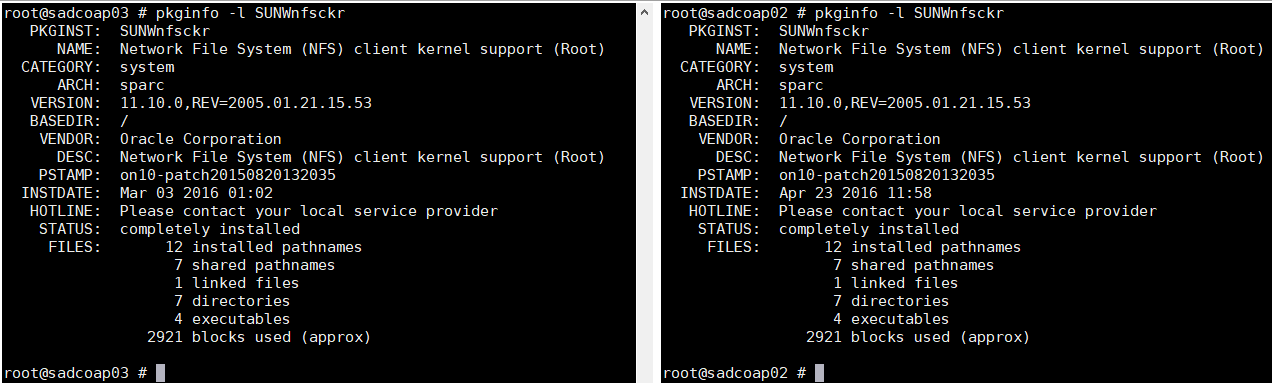 root@sadcoap03 # pkginfo -l SUNWnfsckr
PKGINST: SUNWnfsckr
NAME: Network File System (NFS) client kernel support (Root)
CATEGORY: system
ARCH: sparc
VERSION: 11.10.0,REV=2005.01.21.15.53
BASEDIR: /
VENDOR: Oracle Corporation
DESC: Network File System (NFS) client kernel support (Root)
PSTAMP: on10-patch20150820132035
INSTDATE: Mar 03 2016 01:02
HOTLINE: Please contact your local service provider
STATUS: completely installed
FILES: 12 installed pathnames
7 shared pathnames
1 linked files
7 directories
4 executables
2921 blocks used (approx)
root@sadcoap03 #
root@sadcoap02 # pkginfo -l SUNWnfsckr
PKGINST: SUNWnfsckr
NAME: Network File System (NFS) client kernel support (Root)
CATEGORY: system
ARCH: sparc
VERSION: 11.10.0,REV=2005.01.21.15.53
BASEDIR: /
VENDOR: Oracle Corporation
DESC: Network File System (NFS) client kernel support (Root)
PSTAMP: on10-patch20150820132035
INSTDATE: Apr 23 2016 11:58
HOTLINE: Please contact your local service provider
STATUS: completely installed
FILES: 12 installed pathnames
7 shared pathnames
1 linked files
7 directories
4 executables
2921 blocks used (approx)
root@sadcoap02 #